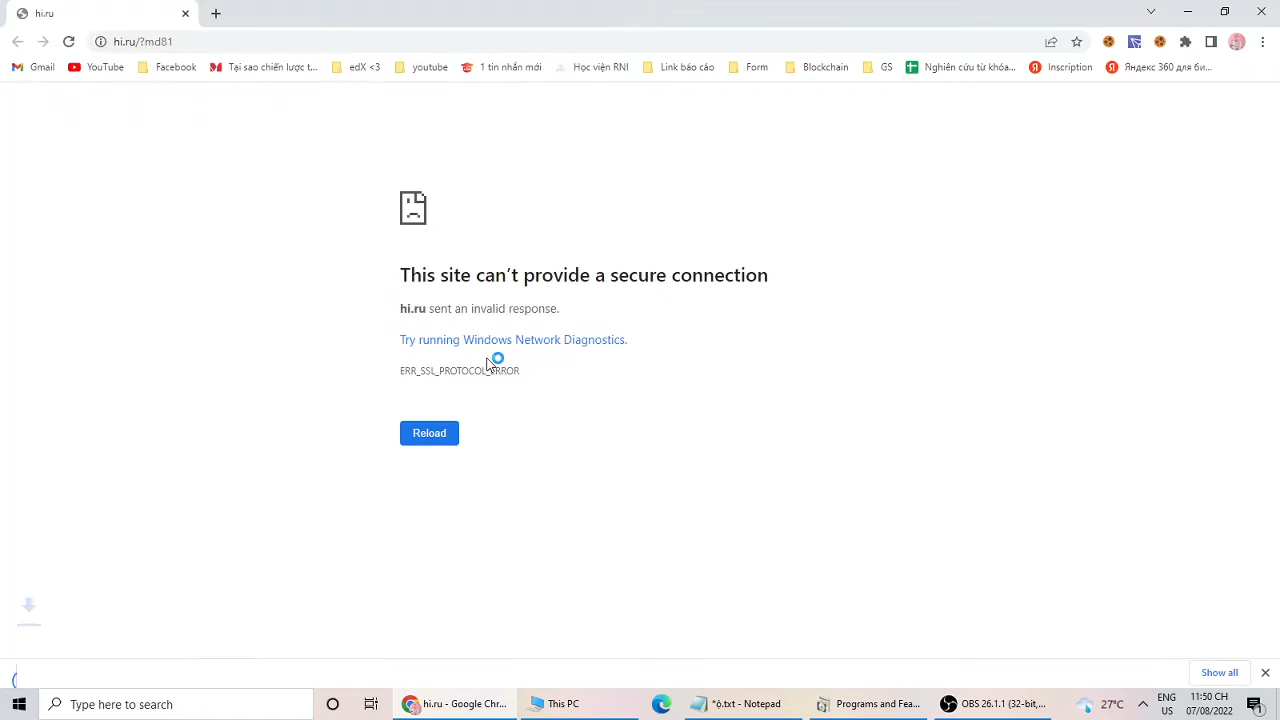 hi.ru
hi.ru/?md81
Gmail YouTube Facebook Tại sao chiến lược t... edX <3 youtube 1 tin nhắn mới Học viện RNI Link báo cáo Form Blockchain GS Nghiên cứu từ khóa... Inscription Яндекс 360 для би...
This site can't provide a secure connection
hi.ru sent an invalid response.
Try running Windows Network Diagnostics.
ERR_SSL_PROTOCOL_ERROR
Reload
Show all
Type here to search
hi.ru - Google Chr...
This PC
*ô.txt - Notepad
Programs and Fea...
OBS 26.1.1 (32-bit,...
27°C
ENG
US
11:50 CH
07/08/2022
1